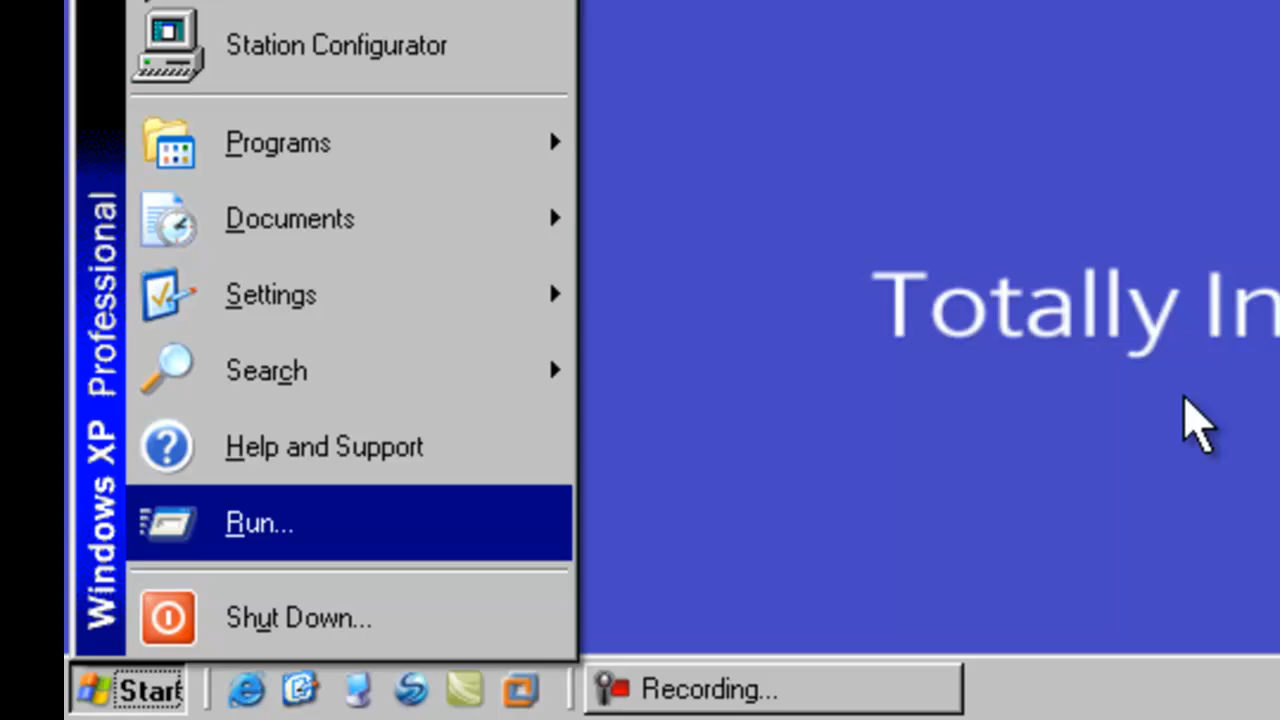 Station Configurator
Programs
Documents
Settings
Search
Help and Support
Run...
Shut Down...
Windows XP Professional
Totally In
Start
Recording...